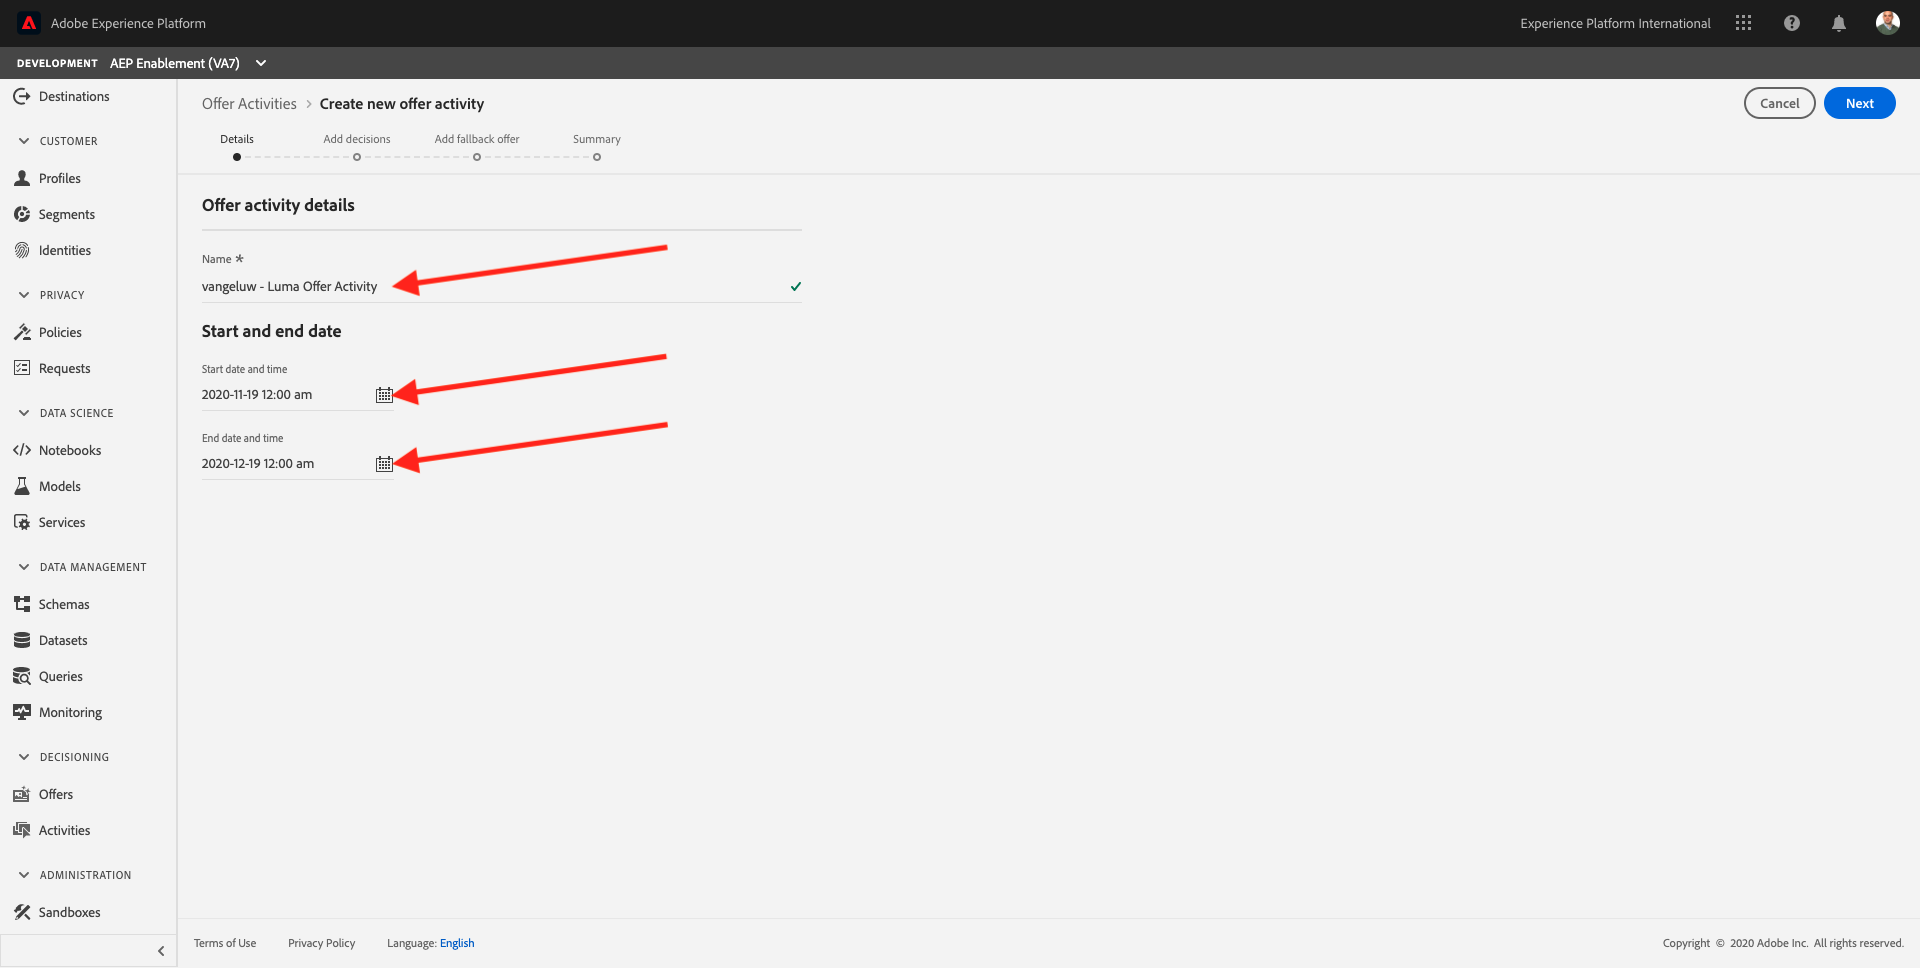 Adobe Experience Platform
Experience Platform International
DEVELOPMENT AEP Enablement (VA7)
Destinations
CUSTOMER
Profiles
Segments
Identities
PRIVACY
Policies
Requests
DATA SCIENCE
Notebooks
Models
Services
DATA MANAGEMENT
Schemas
Datasets
Queries
Monitoring
DECISIONING
Offers
Activities
ADMINISTRATION
Sandboxes
Offer Activities > Create new offer activity
Cancel
Next
Details
Add decisions
Add fallback offer
Summary
Offer activity details
Name *
vangeluw - Luma Offer Activity
Start and end date
Start date and time
2020-11-19 12:00 am
End date and time
2020-12-19 12:00 am
Terms of Use
Privacy Policy
Language: English
Copyright © 2020 Adobe Inc. All rights reserved.